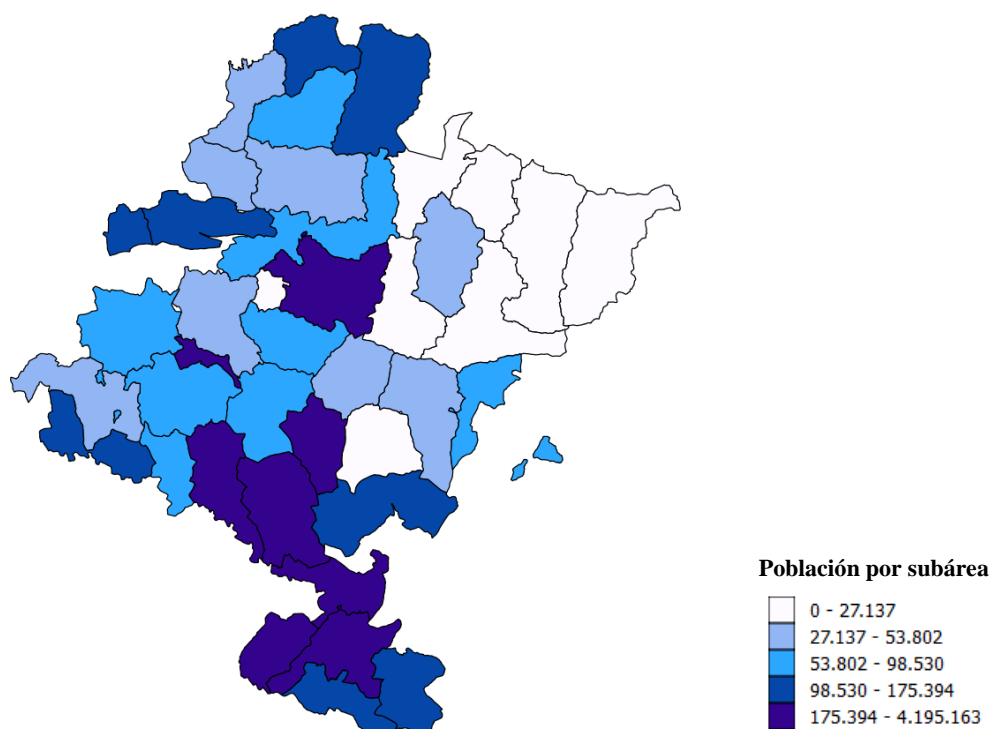 Población por subárea
0 - 27.137
27.137 - 53.802
53.802 - 98.530
98.530 - 175.394
175.394 - 4.195.163